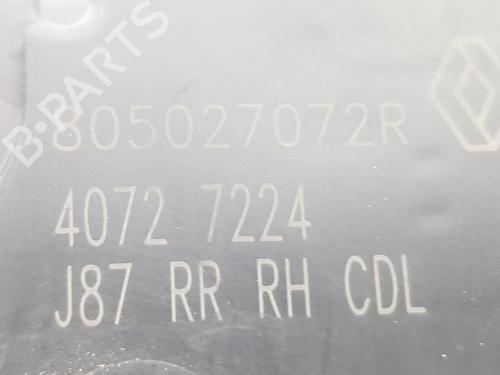 B-PARTS
805027072R
4072 7224
J87 RR RH CDL